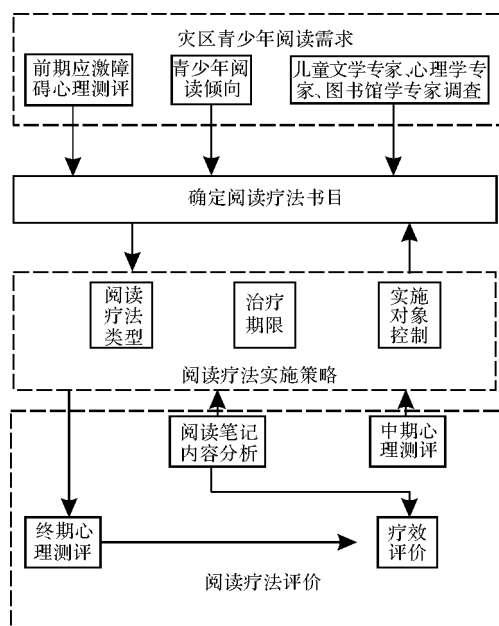 灾区青少年阅读需求
前期应激障
碍心理测评
青少年阅
读倾向
儿童文学专家、心理学专
家、图书馆学专家调查
确定阅读疗法书目
阅读
疗法
类型
治疗
期限
实施
对象
控制
阅读疗法实施策略
阅读笔记
内容分析
中期心
理测评
终期心
理测评
疗效
评价
阅读疗法评价